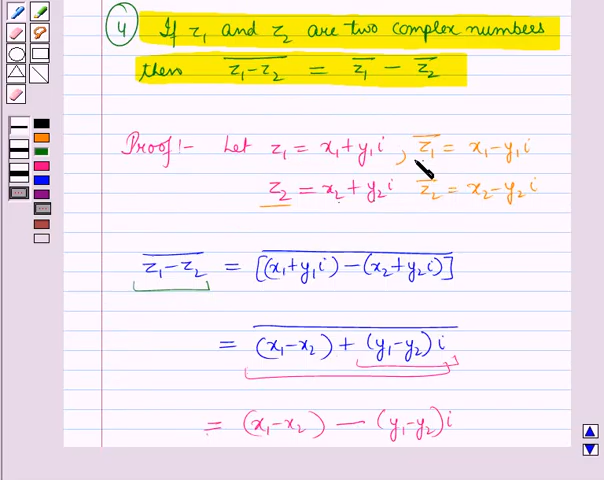 (4) If z₁ and z₂ are two complex numbers
then z̅₁̅-̅z̅₂̅ = z̅₁ - z̅₂
Proof :- Let z₁ = x₁+y₁i , z̅₁ = x₁-y₁i
z₂ = x₂+y₂i z̅₂ = x₂-y₂i
z̅₁̅-̅z̅₂̅ = [(x₁+y₁i)-(x₂+y₂i)]
= (x₁-x₂) + (y₁-y₂) i
= (x₁-x₂) — (y₁-y₂)i